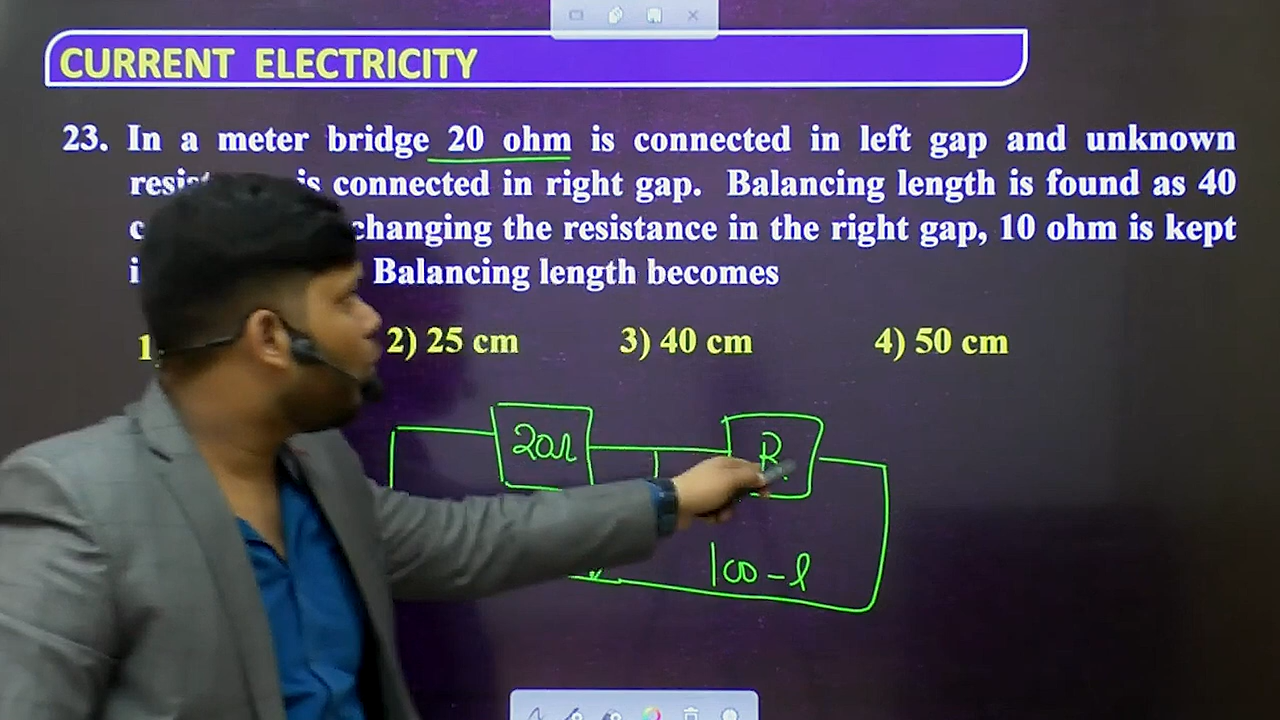 CURRENT ELECTRICITY
23. In a meter bridge 20 ohm is connected in left gap and unknown
is connected in right gap. Balancing length is found as 40
changing the resistance in the right gap, 10 ohm is kept
Balancing length becomes
2) 25 cm 3) 40 cm 4) 50 cm
20Ω R
100-l